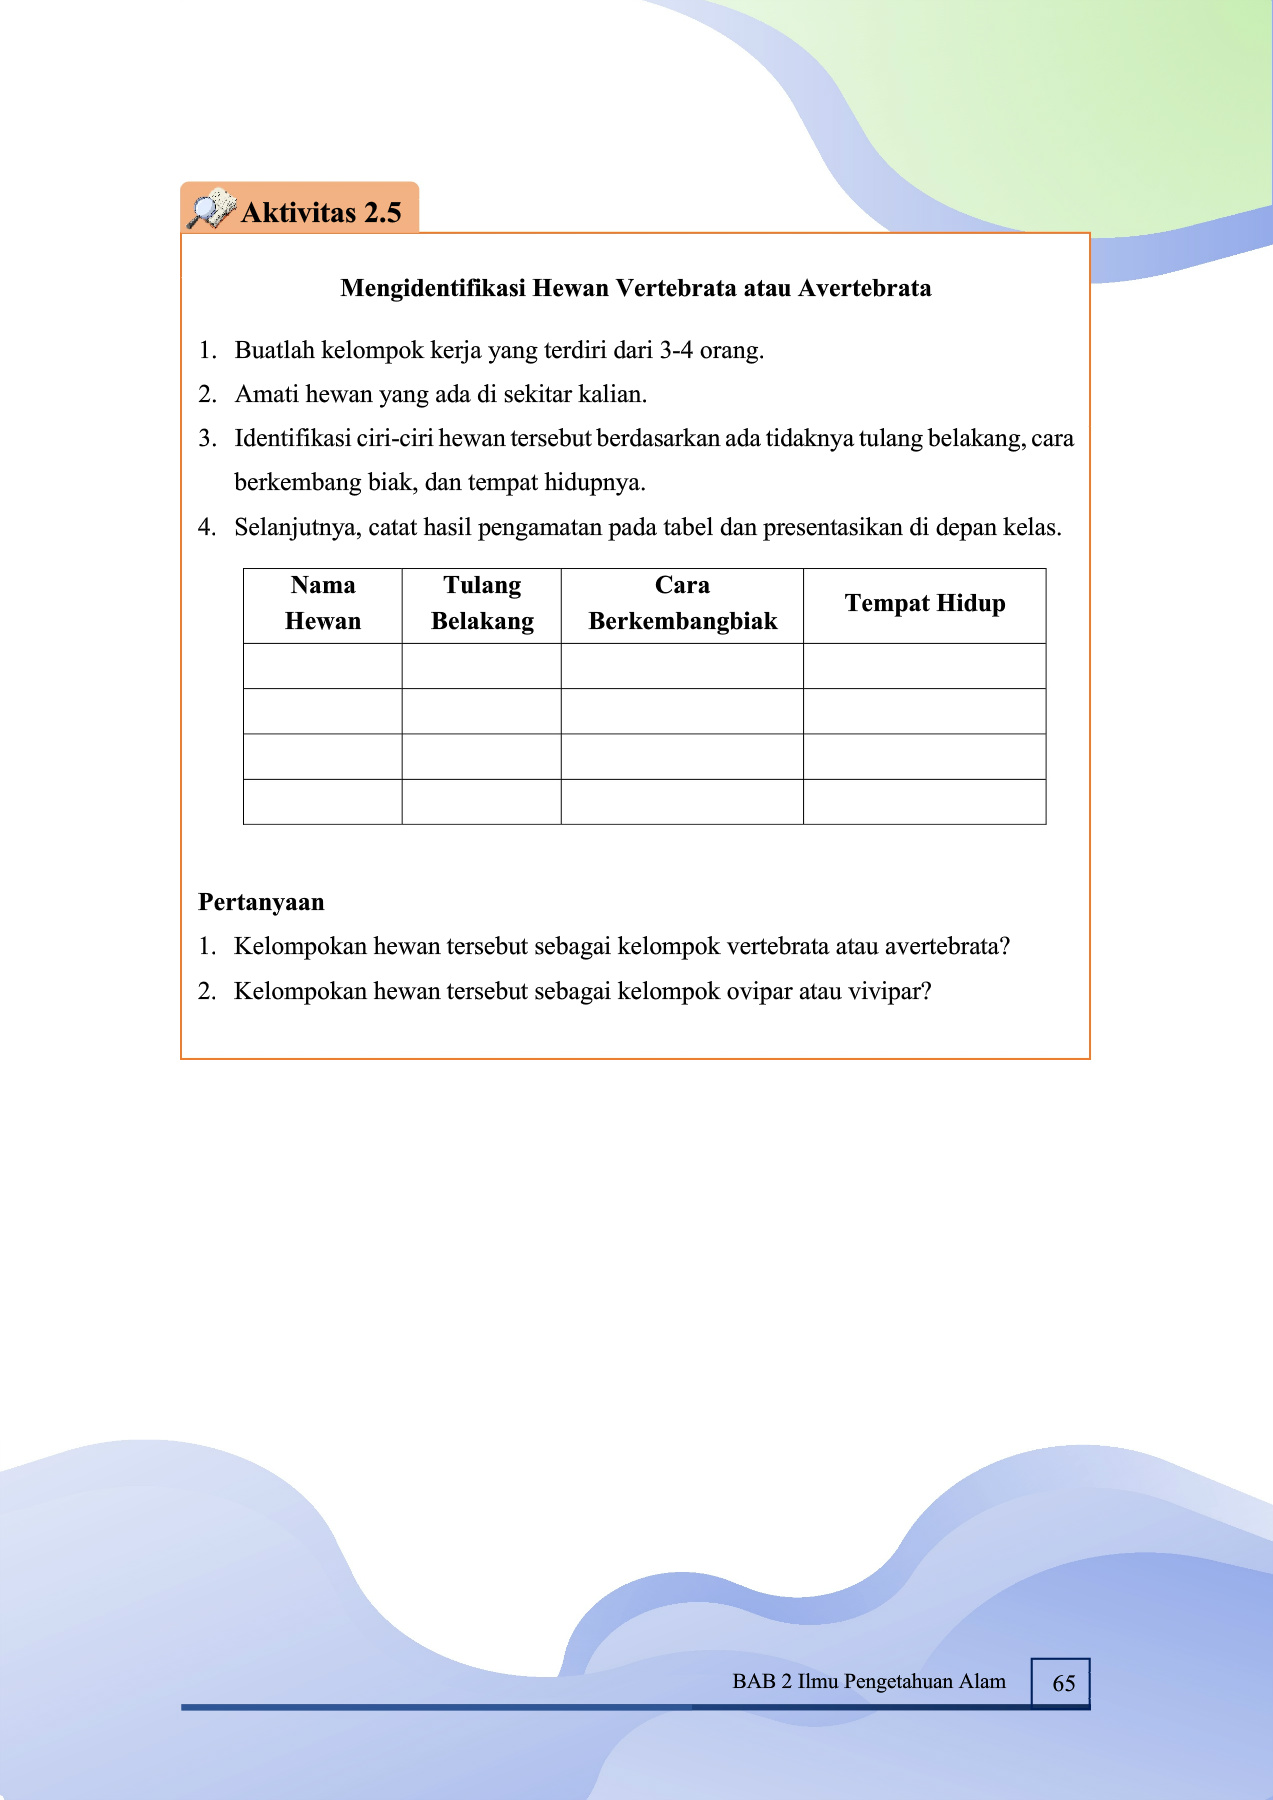 Aktivitas 2.5
Mengidentifikasi Hewan Vertebrata atau Avertebrata
1. Buatlah kelompok kerja yang terdiri dari 3-4 orang.
2. Amati hewan yang ada di sekitar kalian.
3. Identifikasi ciri-ciri hewan tersebut berdasarkan ada tidaknya tulang belakang, cara
berkembang biak, dan tempat hidupnya.
4. Selanjutnya, catat hasil pengamatan pada tabel dan presentasikan di depan kelas.
Nama
Hewan
Tulang
Belakang
Cara
Berkembangbiak
Tempat Hidup
Pertanyaan
1. Kelompokan hewan tersebut sebagai kelompok vertebrata atau avertebrata?
2. Kelompokan hewan tersebut sebagai kelompok ovipar atau vivipar?
BAB 2 Ilmu Pengetahuan Alam
65